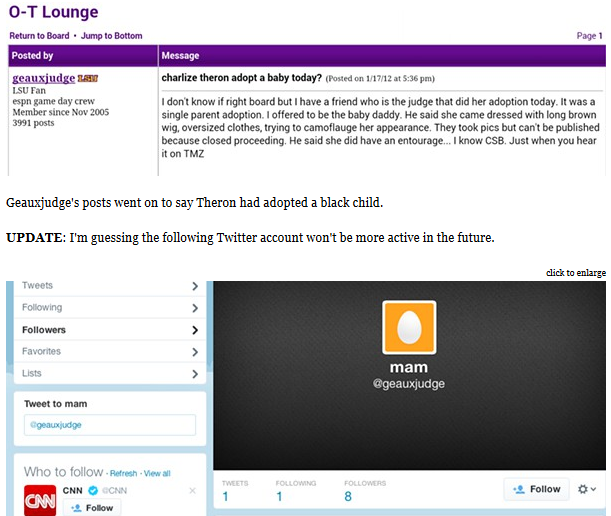 O-T Lounge
Return to Board • Jump to Bottom
Page 1
Posted by
Message
geauxjudge LSU
LSU Fan
espn game day crew
Member since Nov 2005
3991 posts
charlize theron adopt a baby today? (Posted on 1/17/12 at 5:36 pm)
I don't know if right board but I have a friend who is the judge that did her adoption today. It was a
single parent adoption. I offered to be the baby daddy. He said she came dressed with long brown
wig, oversized clothes, trying to camoflauge her appearance. They took pics but can't be published
because closed proceeding. He said she did have an entourage... I know CSB. Just when you hear
it on TMZ
Geauxjudge's posts went on to say Theron had adopted a black child.
UPDATE: I'm guessing the following Twitter account won't be more active in the future.
click to enlarge
Tweets
Following
Followers
Favorites
Lists
Tweet to mam
@geauxjudge
Who to follow · Refresh · View all
CNN
CNN @CNN
Follow
mam
@geauxjudge
TWEETS
1
FOLLOWING
1
FOLLOWERS
8
Follow